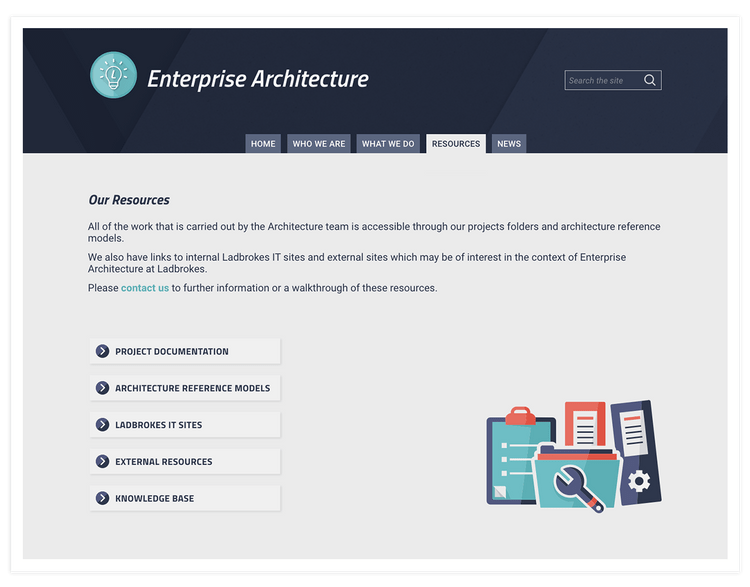 L
Enterprise Architecture
Search the site
HOME
WHO WE ARE
WHAT WE DO
RESOURCES
NEWS
Our Resources
All of the work that is carried out by the Architecture team is accessible through our projects folders and architecture reference
models.
We also have links to internal Ladbrokes IT sites and external sites which may be of interest in the context of Enterprise
Architecture at Ladbrokes.
Please contact us to further information or a walkthrough of these resources.
PROJECT DOCUMENTATION
ARCHITECTURE REFERENCE MODELS
LADBROKES IT SITES
EXTERNAL RESOURCES
KNOWLEDGE BASE